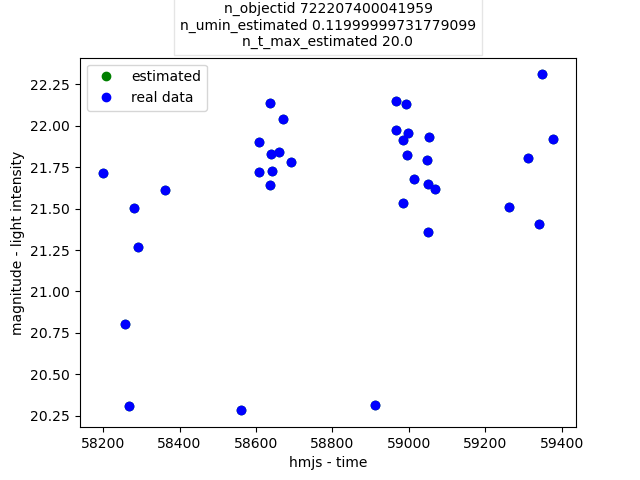 n_objectid 722207400041959
n_umin_estimated 0.11999999731779099
n_t_max_estimated 20.0
estimated
real data
magnitude - light intensity
22.25
22.00
21.75
21.50
21.25
21.00
20.75
20.50
20.25
58200 58400 58600 58800 59000 59200 59400
hmjs - time